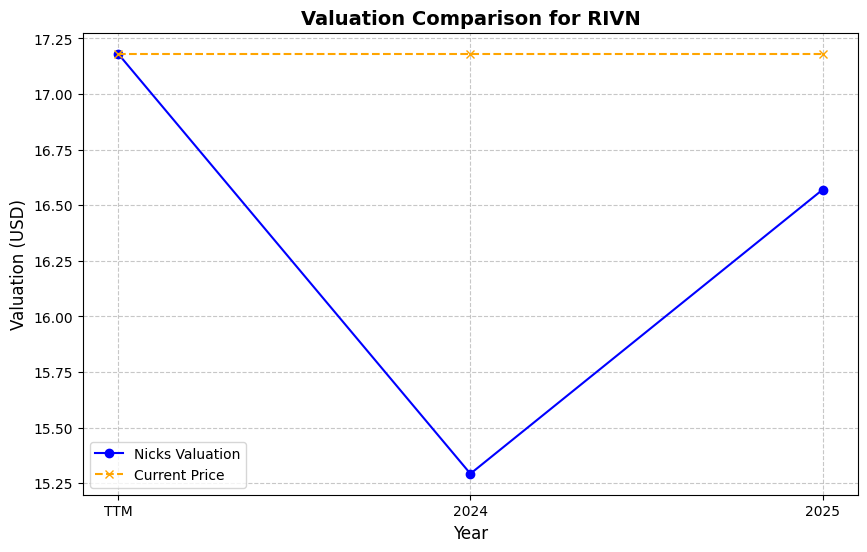 Valuation Comparison for RIVN
Valuation (USD)
17.25
17.00
16.75
16.50
16.25
16.00
15.75
15.50
15.25
Nicks Valuation
Current Price
TTM 2024 2025
Year